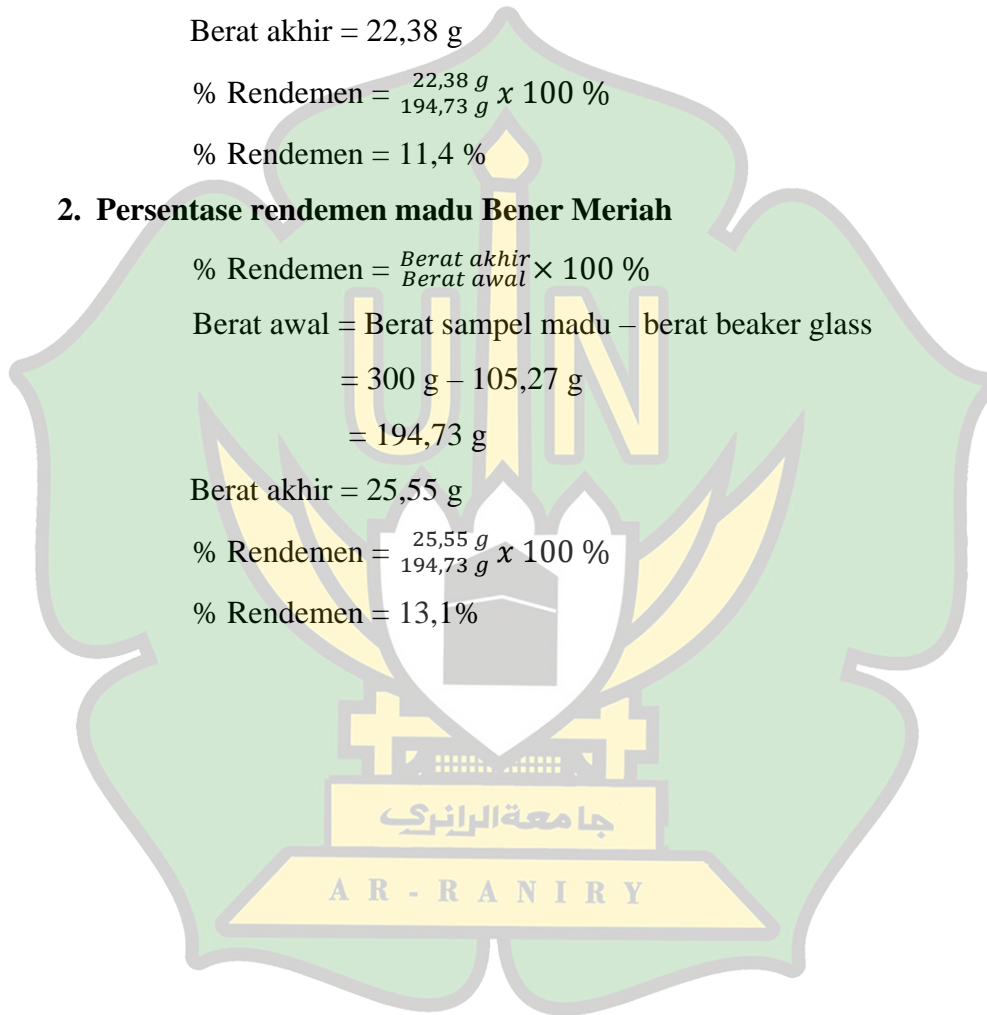 Berat akhir = 22,38 g
% Rendemen = 22,38 g / 194,73 g x 100 %
% Rendemen = 11,4 %
2. Persentase rendemen madu Bener Meriah
% Rendemen = Berat akhir / Berat awal × 100 %
Berat awal = Berat sampel madu – berat beaker glass
= 300 g – 105,27 g
= 194,73 g
Berat akhir = 25,55 g
% Rendemen = 25,55 g / 194,73 g x 100 %
% Rendemen = 13,1%
UIN
جامعة الرانري
AR-RANIRY